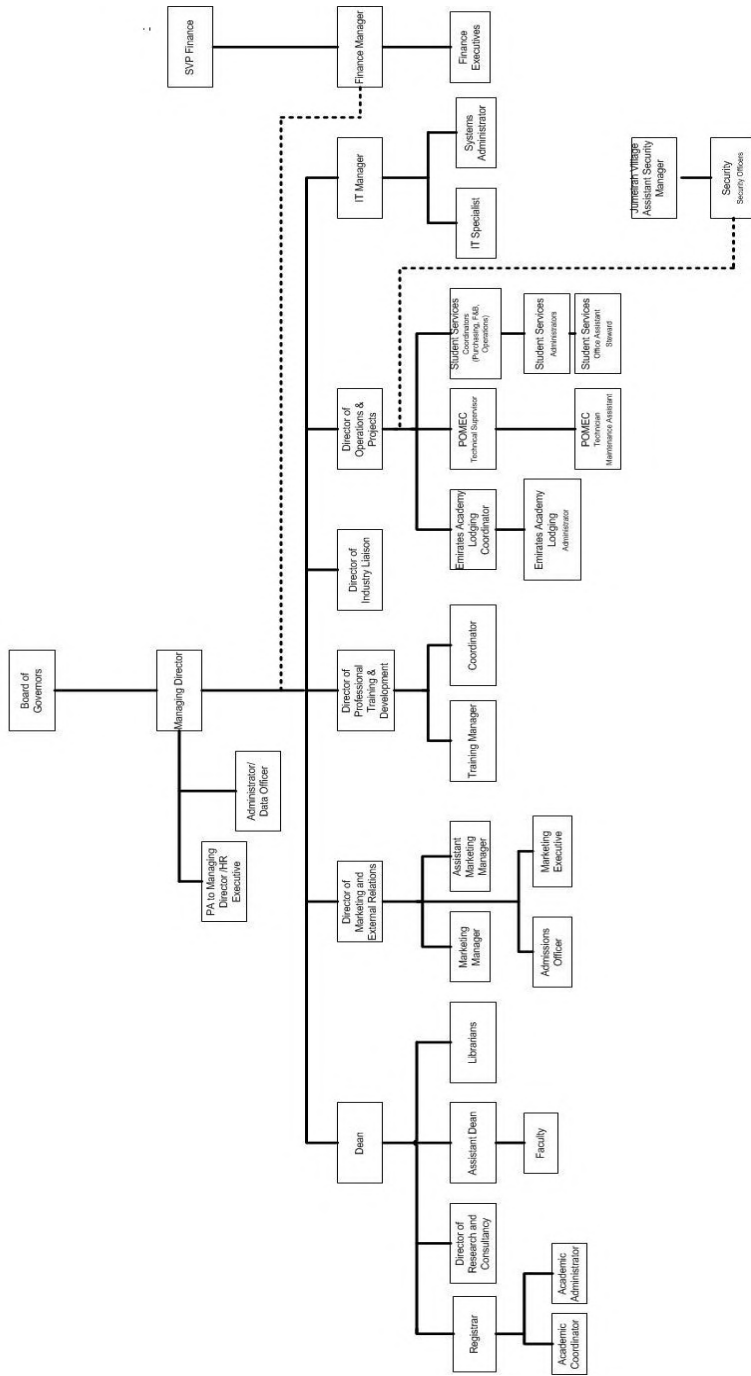 Board of
Governors
Managing Director
PA to Managing
Director /HR
Executive
Administrator/
Data Officer
SVP Finance
Dean
Director of
Marketing and
External Relations
Director of
Professional
Training &
Development
Director of
Industry Liaison
Director of
Operations &
Projects
IT Manager
Finance Manager
Registrar
Director of
Research and
Consultancy
Assistant Dean
Librarians
Marketing
Manager
Assistant
Marketing
Manager
Training Manager
Coordinator
Emirates Academy
Lodging
Coordinator
POMEC
Technical Supervisor
Student Services
Coordinators
(Purchasing, F&B,
Operations)
IT Specialist
Systems
Administrator
Finance
Executives
Academic
Coordinator
Academic
Administrator
Faculty
Admissions
Officer
Marketing
Executive
Emirates Academy
Lodging
Administrator
POMEC
Technician
Maintenance Assistant
Student Services
Administrators
Student Services
Office Assistant
Steward
Jumeirah Village
Assistant Security
Manager
Security
Security Officers